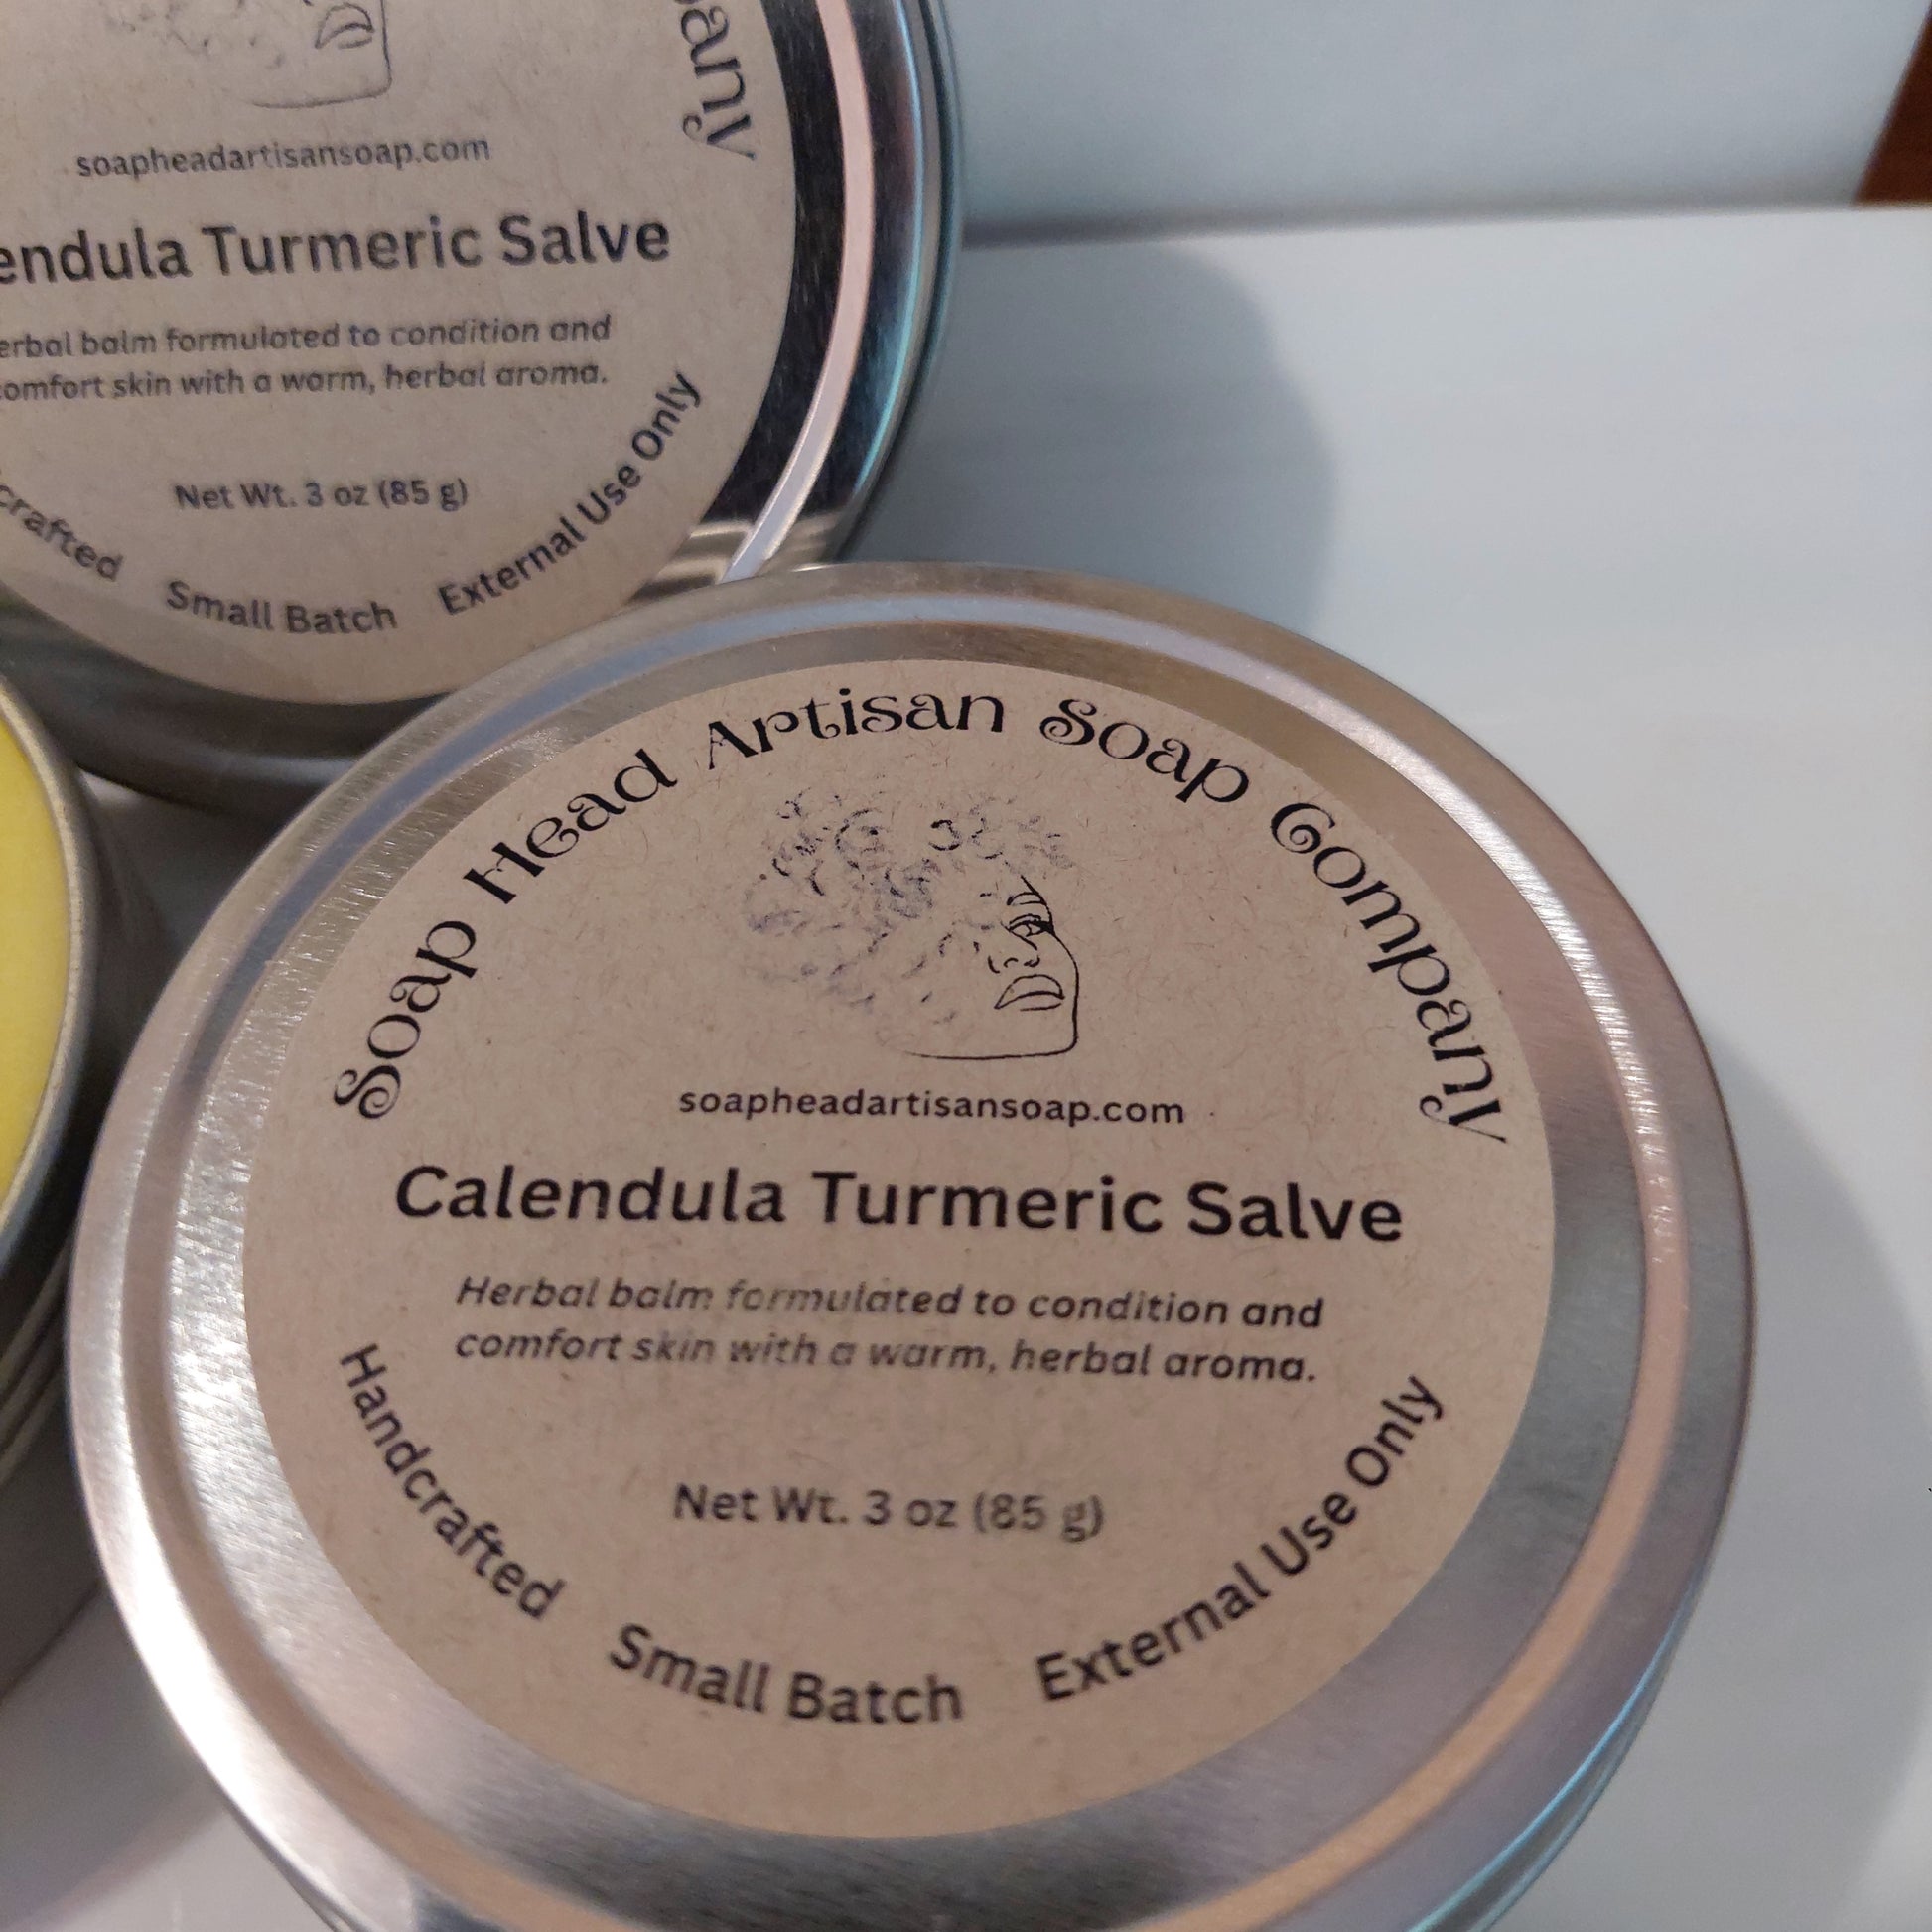 pany
soapheadartisansoap.com
endula Turmeric Salve
erbal balm formulated to condition and
comfort skin with a warm, herbal aroma.
Net Wt. 3 oz (85 g)
crafted Small Batch External Use Only
Soap Head Artisan Soap Company
soapheadartisansoap.com
Calendula Turmeric Salve
Herbal balm formulated to condition and
comfort skin with a warm, herbal aroma.
Net Wt. 3 oz (85 g)
Handcrafted Small Batch External Use Only